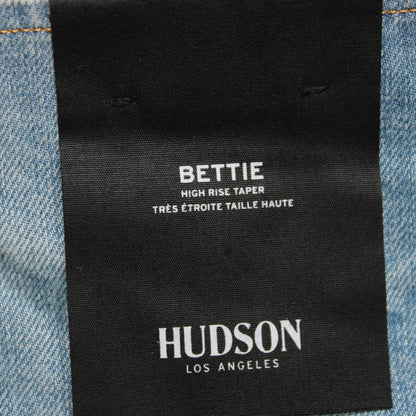 BETTIE
HIGH RISE TAPER
TRÈS ÉTROITE TAILLE HAUTE
HUDSON
LOS ANGELES